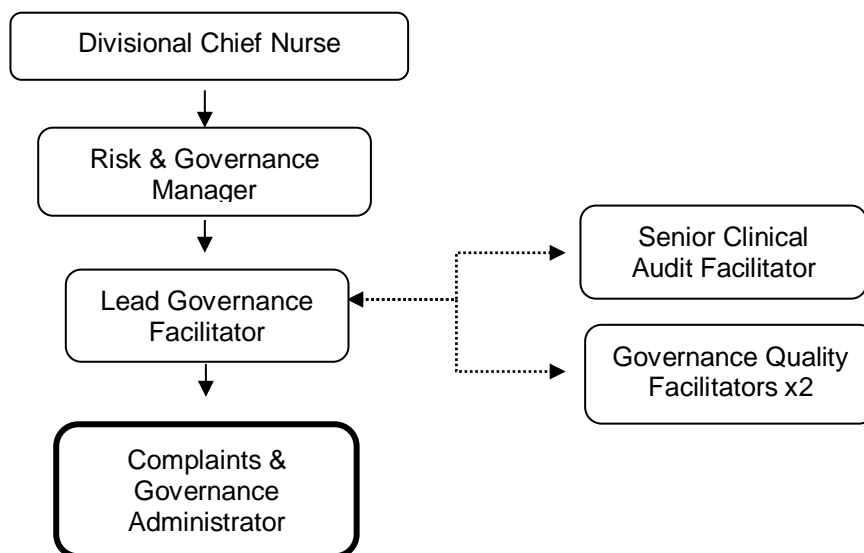 Divisional Chief Nurse
Risk & Governance
Manager
Lead Governance
Facilitator
Senior Clinical
Audit Facilitator
Governance Quality
Facilitators x2
Complaints &
Governance
Administrator